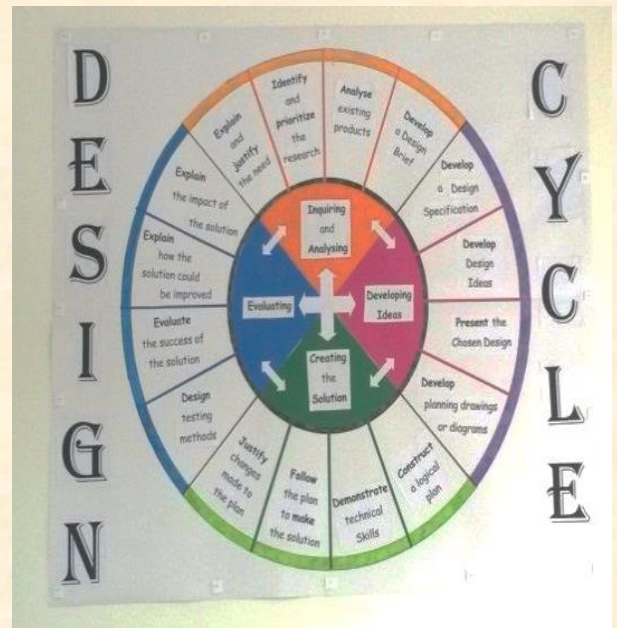 DESIGN
CYCLE
Explain
and
justify
the need
Identify
and
prioritize
the
research
Analyse
existing
products
Develop
a Design
Brief
Develop
a Design
Specification
Develop
Design
Ideas
Present the
Chosen Design
Develop
planning drawings
or diagrams
Construct
a logical
plan
Demonstrate
technical
Skills
Follow
the plan
to make
the solution
Justify
changes
made to
the plan
Design
testing
methods
Evaluate
the success of
the solution
Explain
how the
solution could
be improved
Explain
the impact of
the solution
Inquiring
and
Analysing
Developing
Ideas
Creating
the
Solution
Evaluating